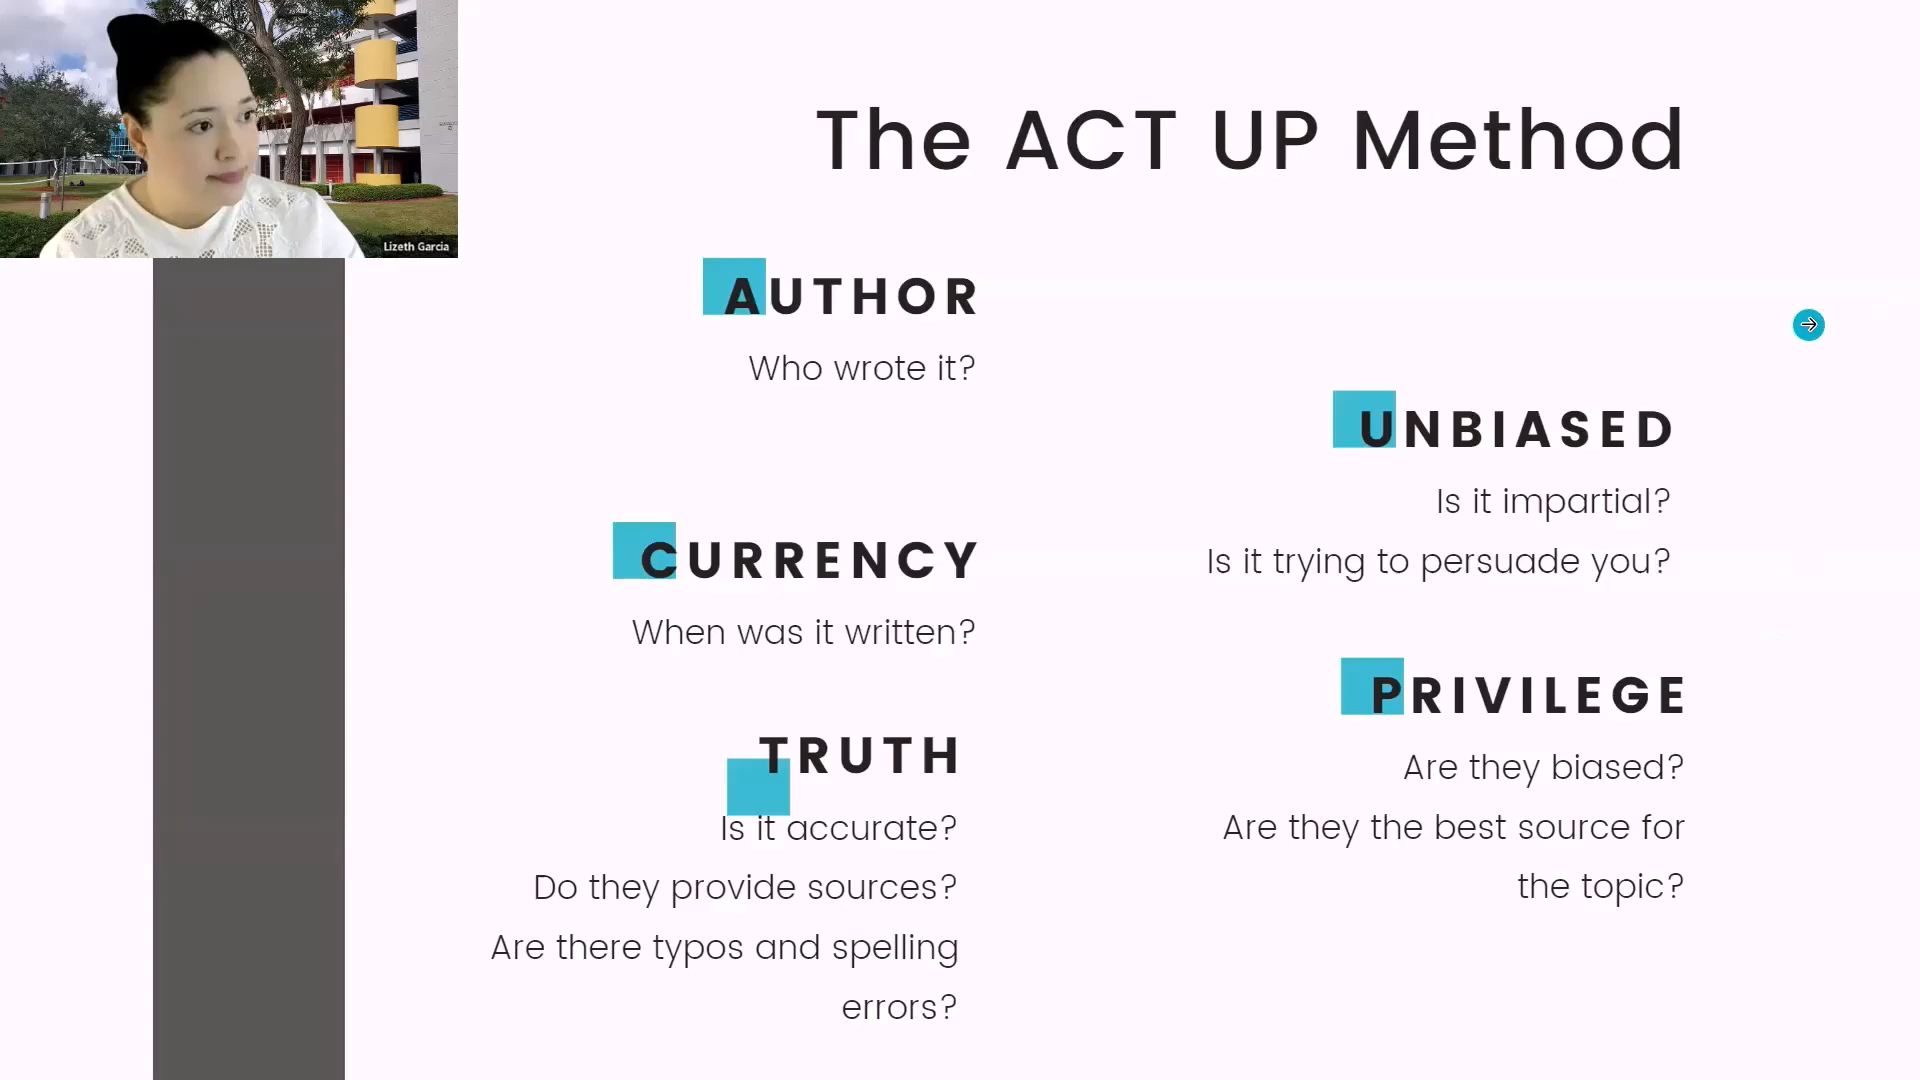 Lizeth Garcia
The ACT UP Method
AUTHOR
Who wrote it?
CURRENCY
When was it written?
TRUTH
Is it accurate?
Do they provide sources?
Are there typos and spelling
errors?
UNBIASED
Is it impartial?
Is it trying to persuade you?
PRIVILEGE
Are they biased?
Are they the best source for
the topic?